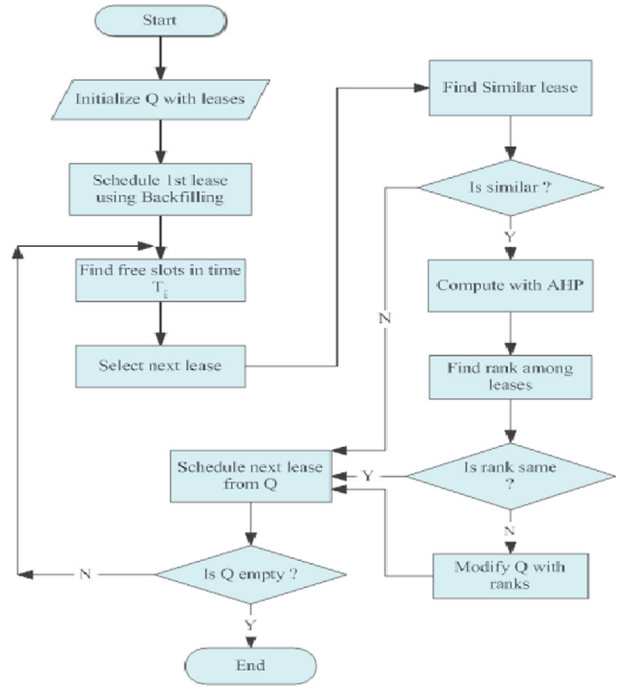 Start
Initialize Q with leases
Schedule 1st lease
using Backfilling
Find free slots in time
Ti
Select next lease
Find Similar lease
Is similar ?
Y
N
Compute with AHP
Find rank among
leases
Is rank same
?
Y
N
Modify Q with
ranks
Schedule next lease
from Q
Is Q empty ?
N
Y
End